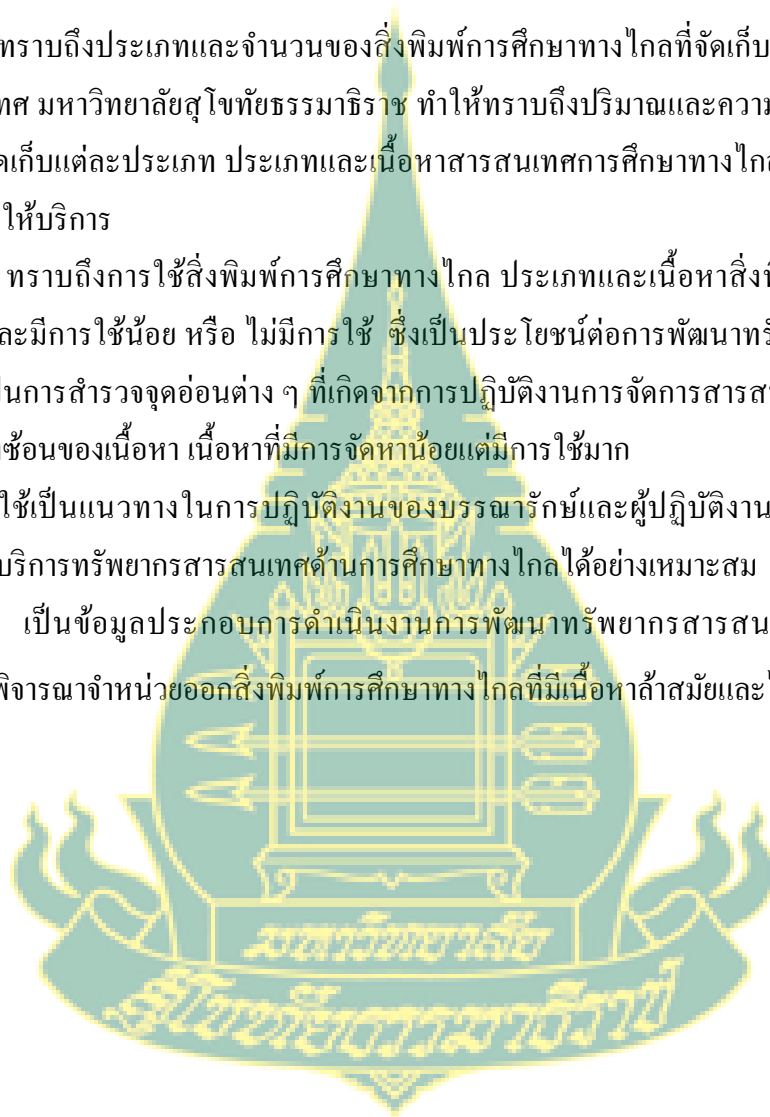 ทราบถึงประเภทและจำนวนของสิ่งพิมพ์การศึกษาทางไกลที่จัดเก็บ
ทศ มหาวิทยาลัยสุโขทัยธรรมาธิราช ทำให้ทราบถึงปริมาณและความ
ดเก็บแต่ละประเภท ประเภทและเนื้อหาสารสนเทศการศึกษาทางไกล
ให้บริการ
ทราบถึงการใช้สิ่งพิมพ์การศึกษาทางไกล ประเภทและเนื้อหาสิ่งพิ
ละมีการใช้น้อย หรือ ไม่มีการใช้ ซึ่งเป็นประโยชน์ต่อการพัฒนาทรั
ป็นการสำรวจจุดอ่อนต่าง ๆ ที่เกิดจากการปฏิบัติงานการจัดการสารส
ซ้อนของเนื้อหา เนื้อหาที่มีการจัดหาน้อยแต่มีการใช้มาก
ใช้เป็นแนวทางในการปฏิบัติงานของบรรณารักษ์และผู้ปฏิบัติงาน
บริการทรัพยากรสารสนเทศด้านการศึกษาทางไกลได้อย่างเหมาะสม
เป็นข้อมูลประกอบการดำเนินงานการพัฒนาทรัพยากรสารสน
พิจารณาจำหน่ายออกสิ่งพิมพ์การศึกษาทางไกลที่มีเนื้อหาล้าสมัยและ
มหาวิทยาลัย
สุโขทัยธรรมาธิราช